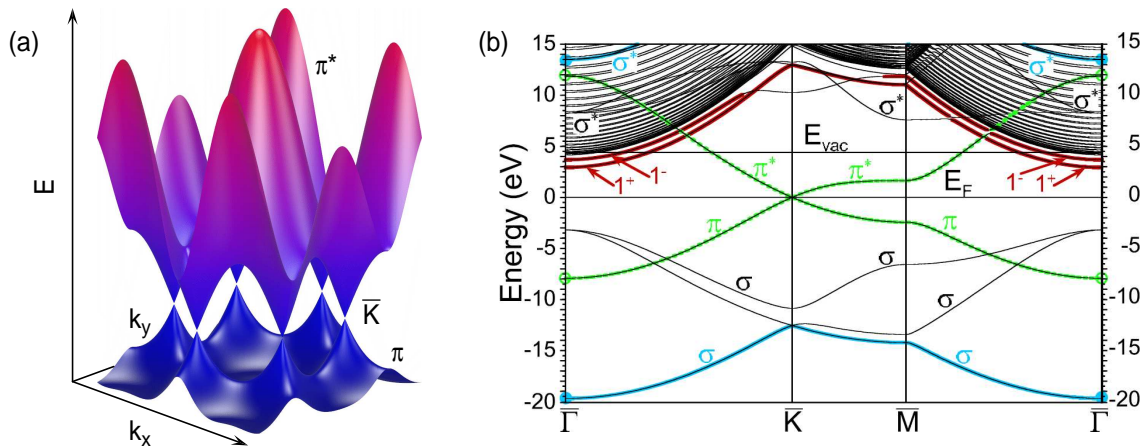 (a)
π*
E
K̅
k_y
π
k_x
(b)
15
10
5
0
-5
-10
-15
-20
Energy (eV)
σ*
σ*
σ*
σ*
σ*
E_vac
1⁻
1⁺
1⁻
1⁺
π*
π*
E_F
π
π
σ
σ
σ
σ
σ
15
10
5
0
-5
-10
-15
-20
Γ̅
K̅
M
Γ̅